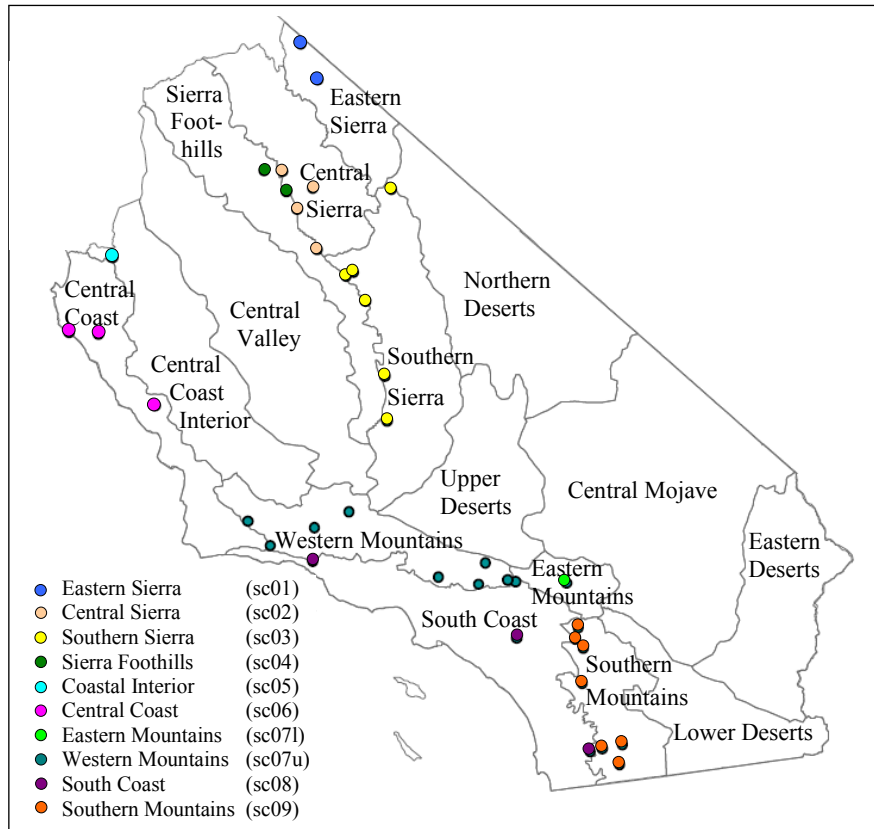 Sierra
Foot-
hills
Eastern
Sierra
Central
Sierra
Central
Coast
Central
Valley
Northern
Deserts
Central
Coast
Interior
Southern
Sierra
Upper
Deserts
Central Mojave
Eastern
Deserts
Western Mountains
Eastern
Mountains
South Coast
Southern
Mountains
Lower Deserts
Eastern Sierra (sc01)
Central Sierra (sc02)
Southern Sierra (sc03)
Sierra Foothills (sc04)
Coastal Interior (sc05)
Central Coast (sc06)
Eastern Mountains (sc07l)
Western Mountains (sc07u)
South Coast (sc08)
Southern Mountains (sc09)